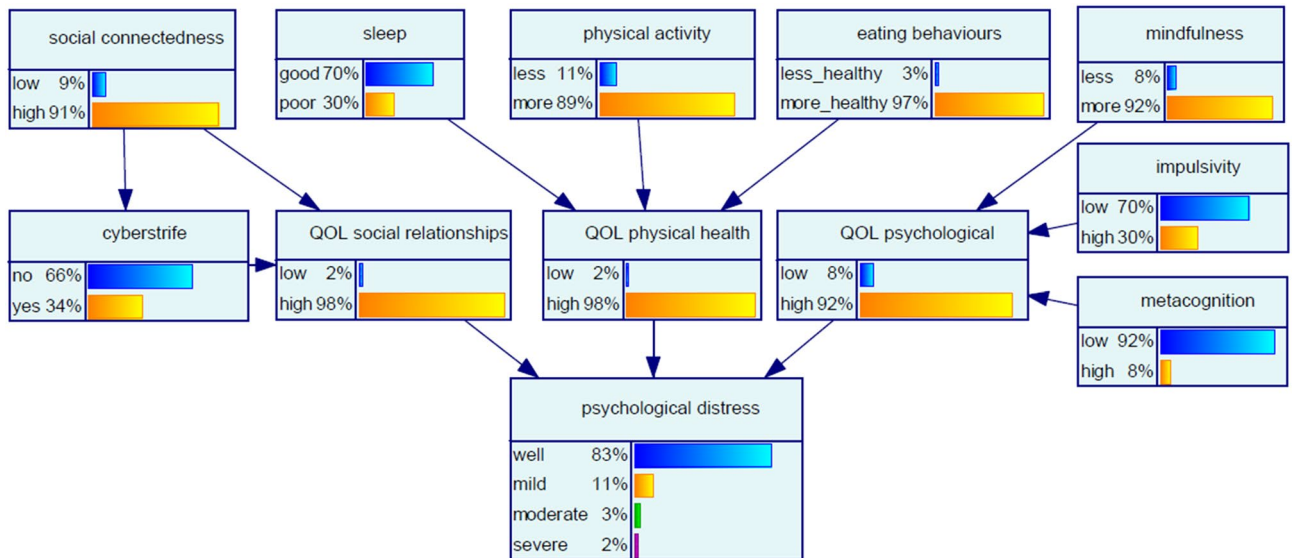 social connectedness
low 9%
high 91%
sleep
good 70%
poor 30%
physical activity
less 11%
more 89%
eating behaviours
less_healthy 3%
more_healthy 97%
mindfulness
less 8%
more 92%
impulsivity
low 70%
high 30%
cyberstrife
no 66%
yes 34%
QOL social relationships
low 2%
high 98%
QOL physical health
low 2%
high 98%
QOL psychological
low 8%
high 92%
metacognition
low 92%
high 8%
psychological distress
well 83%
mild 11%
moderate 3%
severe 2%